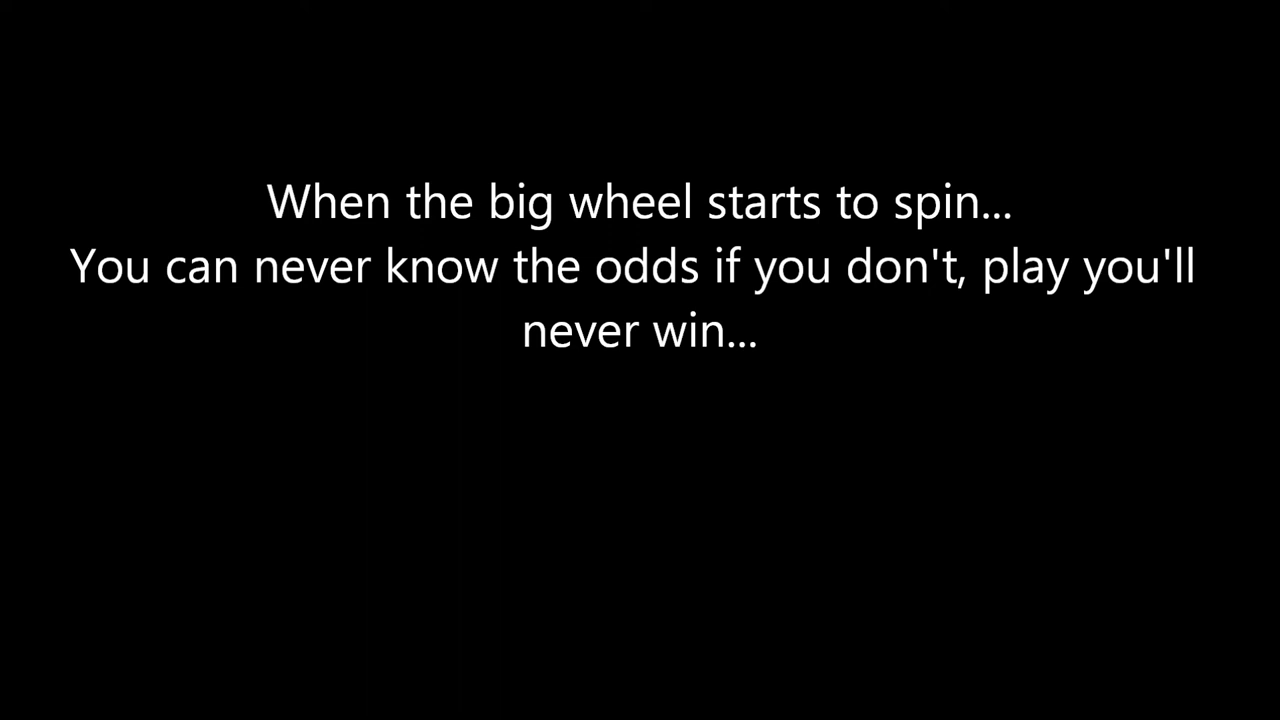 When the big wheel starts to spin...
You can never know the odds if you don't, play you'll
never win...